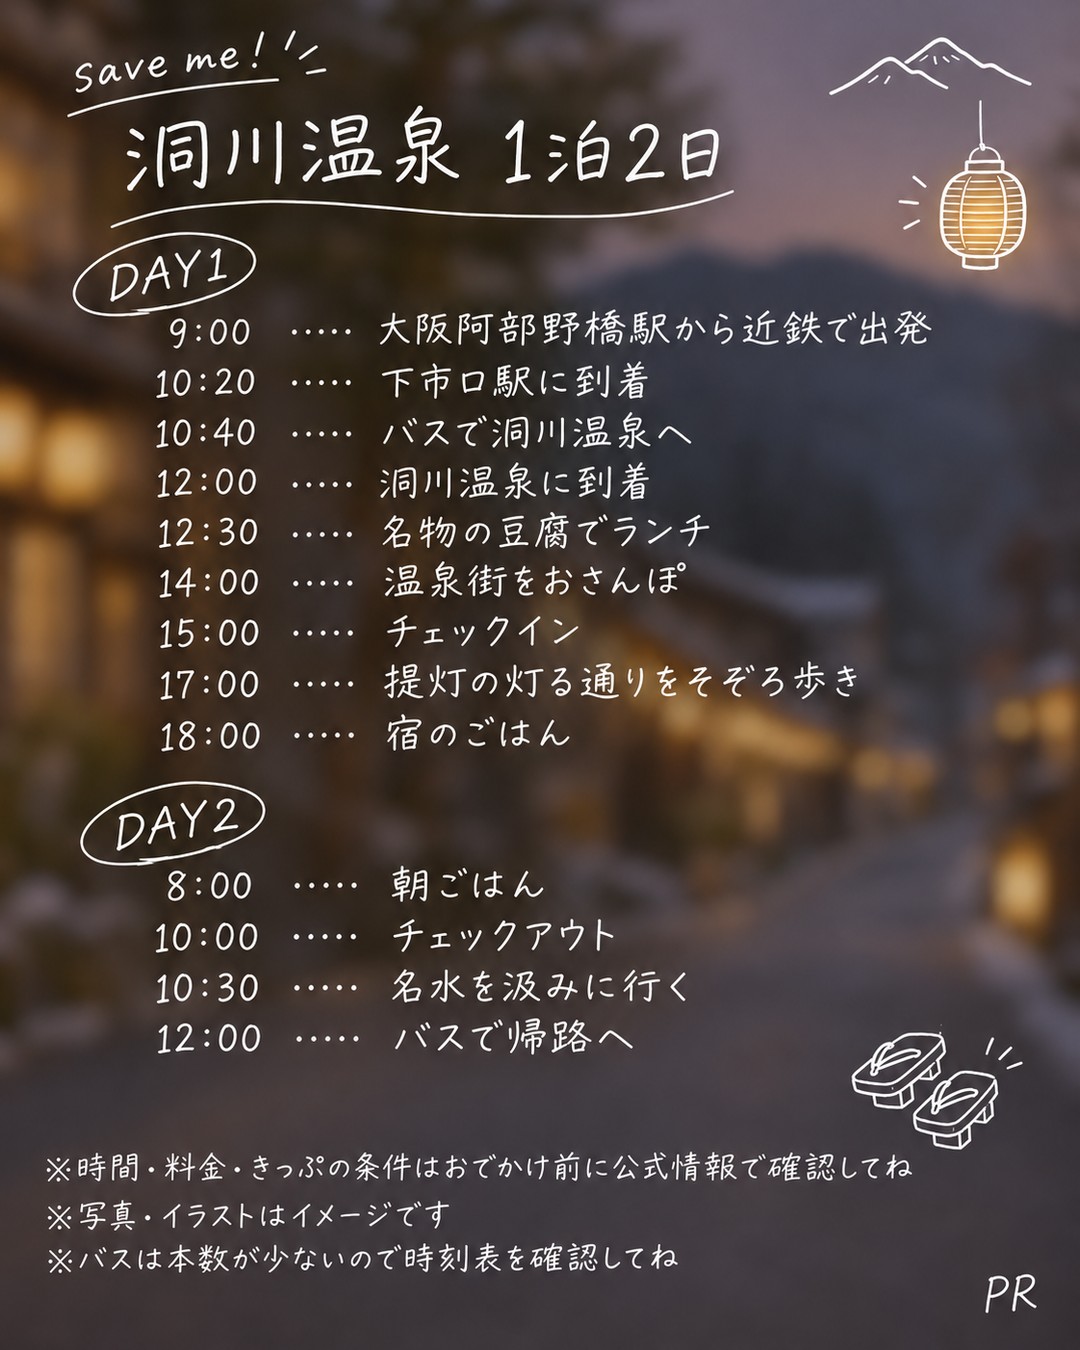 save me!
洞川温泉 1泊2日
DAY1
9:00 ····· 大阪阿部野橋駅から近鉄で出発
10:20 ····· 下市口駅に到着
10:40 ····· バスで洞川温泉へ
12:00 ····· 洞川温泉に到着
12:30 ····· 名物の豆腐でランチ
14:00 ····· 温泉街をおさんぽ
15:00 ····· チェックイン
17:00 ····· 提灯の灯る通りをそぞろ歩き
18:00 ····· 宿のごはん
DAY2
8:00 ····· 朝ごはん
10:00 ····· チェックアウト
10:30 ····· 名水を汲みに行く
12:00 ····· バスで帰路へ
※時間・料金・きっぷの条件はおでかけ前に公式情報で確認してね
※写真・イラストはイメージです
※バスは本数が少ないので時刻表を確認してね
PR